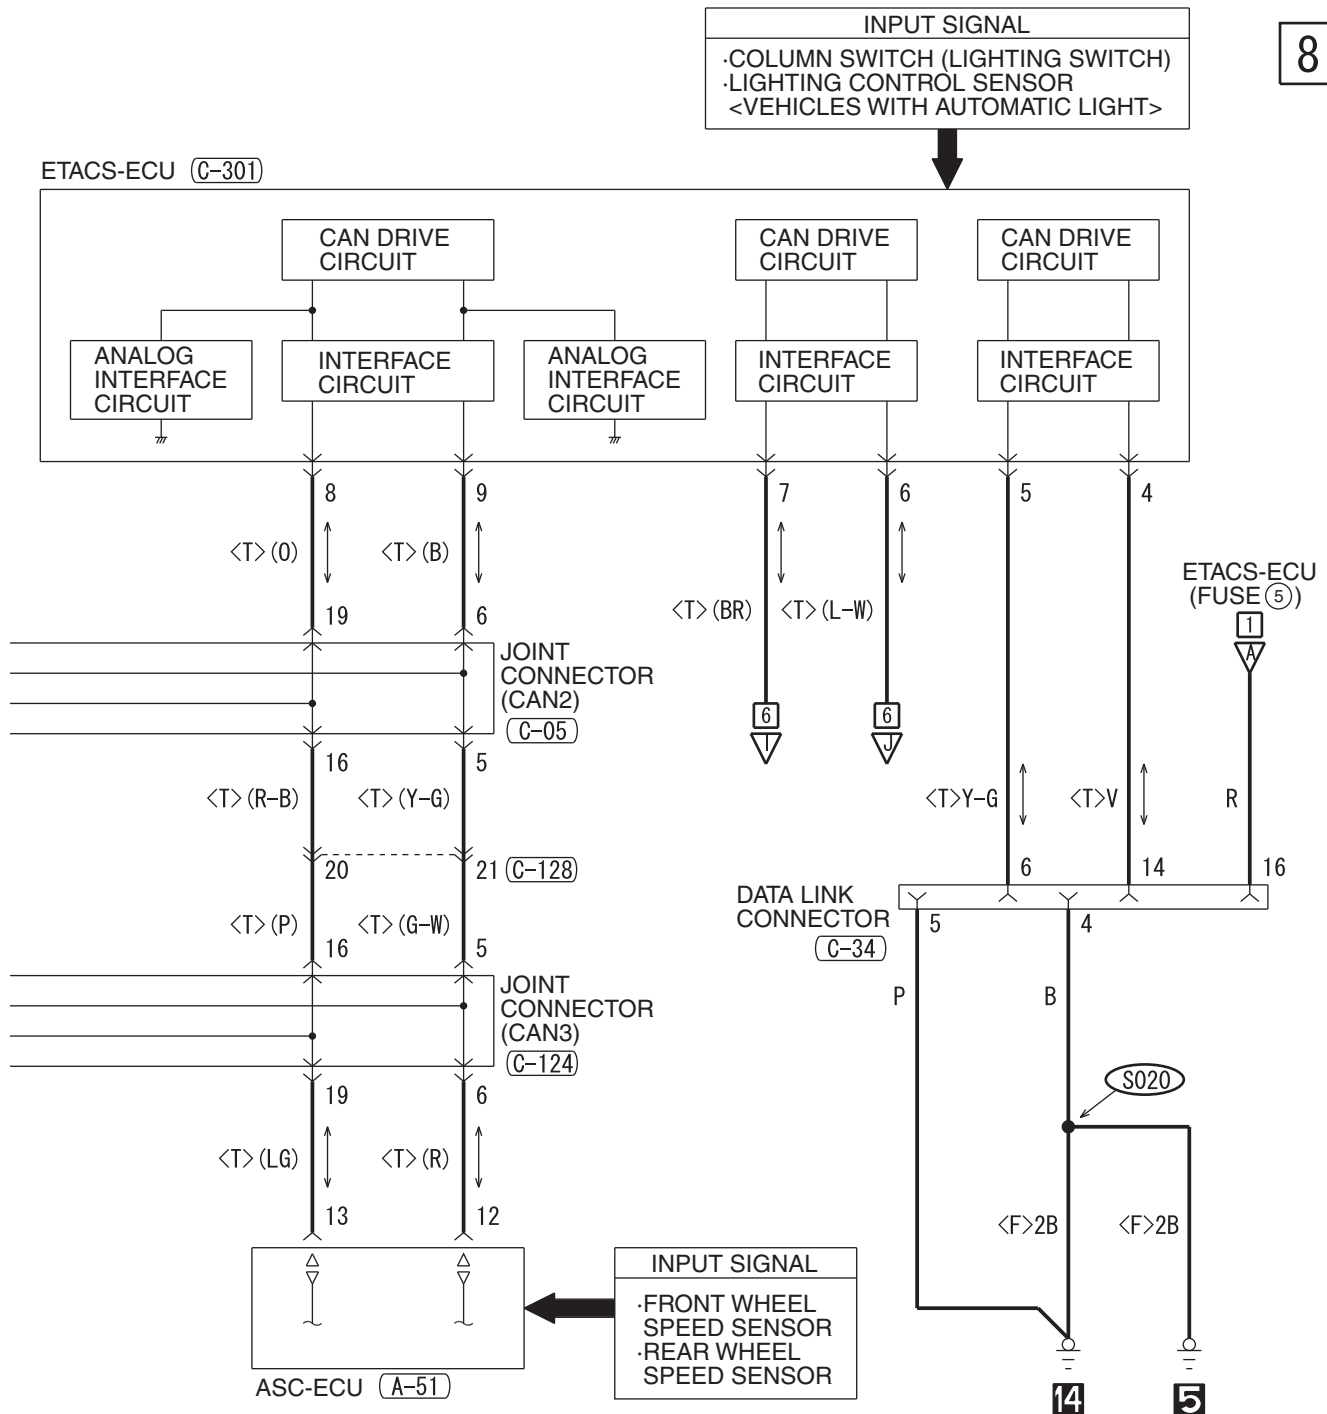 INPUT SIGNAL
·COLUMN SWITCH (LIGHTING SWITCH)
·LIGHTING CONTROL SENSOR
<VEHICLES WITH AUTOMATIC LIGHT>
8
ETACS-ECU C-301
CAN DRIVE
CIRCUIT
CAN DRIVE
CIRCUIT
CAN DRIVE
CIRCUIT
ANALOG
INTERFACE
CIRCUIT
INTERFACE
CIRCUIT
ANALOG
INTERFACE
CIRCUIT
INTERFACE
CIRCUIT
INTERFACE
CIRCUIT
8 9 7 6 5 4
<T>(O) <T>(B)
<T>(BR) <T>(L-W)
ETACS-ECU
(FUSE 5)
1
A
19 6
JOINT
CONNECTOR
(CAN2)
C-05
6 6
I J
16 5
<T>(R-B) <T>(Y-G)
<T>Y-G <T>V R
20 21 C-128
6 14 16
DATA LINK
CONNECTOR
C-34
5 4
<T>(P) <T>(G-W)
16 5
JOINT
CONNECTOR
(CAN3)
C-124
P B
19 6
S020
<T>(LG) <T>(R)
13 12
<F>2B <F>2B
INPUT SIGNAL
·FRONT WHEEL
SPEED SENSOR
·REAR WHEEL
SPEED SENSOR
ASC-ECU A-51
14 5